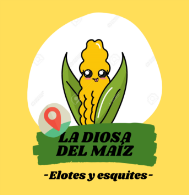 LA DIOSA
DEL MAÍZ
-Elotes y esquites-